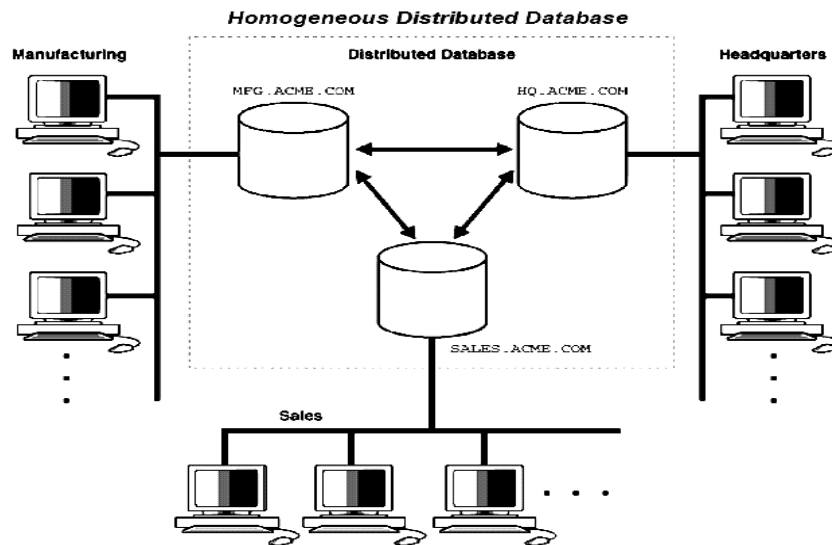 Homogeneous Distributed Database
Manufacturing
Distributed Database
Headquarters
MFG.ACME.COM
HQ.ACME.COM
SALES.ACME.COM
Sales